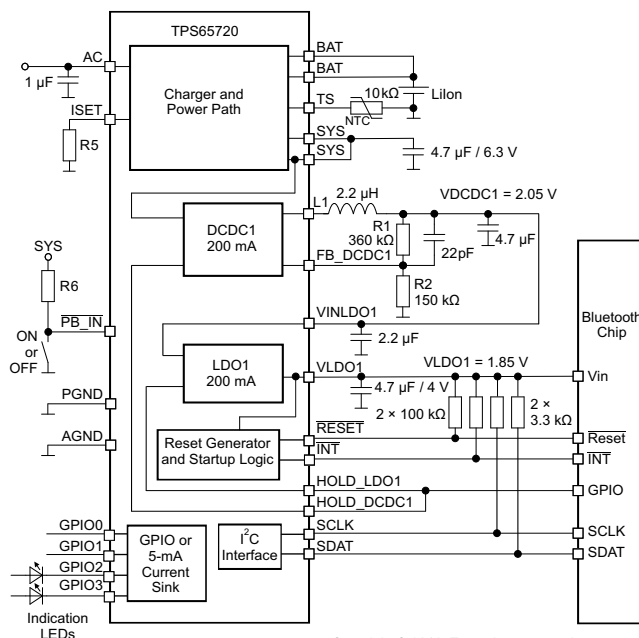 TPS65720
AC
1 µF
ISET
R5
Charger and
Power Path
BAT
BAT
TS
10 kΩ
NTC
LiIon
SYS
SYS
4.7 µF / 6.3 V
L1
2.2 µH
VDCDC1 = 2.05 V
DCDC1
200 mA
R1
360 kΩ
22pF
4.7 µF
FB_DCDC1
R2
150 kΩ
SYS
R6
PB_IN
ON
or
OFF
VINLDO1
2.2 µF
LDO1
200 mA
VLDO1
VLDO1 = 1.85 V
4.7 µF / 4 V
2 × 100 kΩ
2 ×
3.3 kΩ
Bluetooth
Chip
Vin
PGND
AGND
Reset Generator
and Startup Logic
RESET
INT
Reset
INT
HOLD_LDO1
HOLD_DCDC1
GPIO
GPIO0
GPIO1
GPIO2
GPIO3
GPIO or
5-mA
Current
Sink
I2C
Interface
SCLK
SDAT
SCLK
SDAT
Indication
LEDs